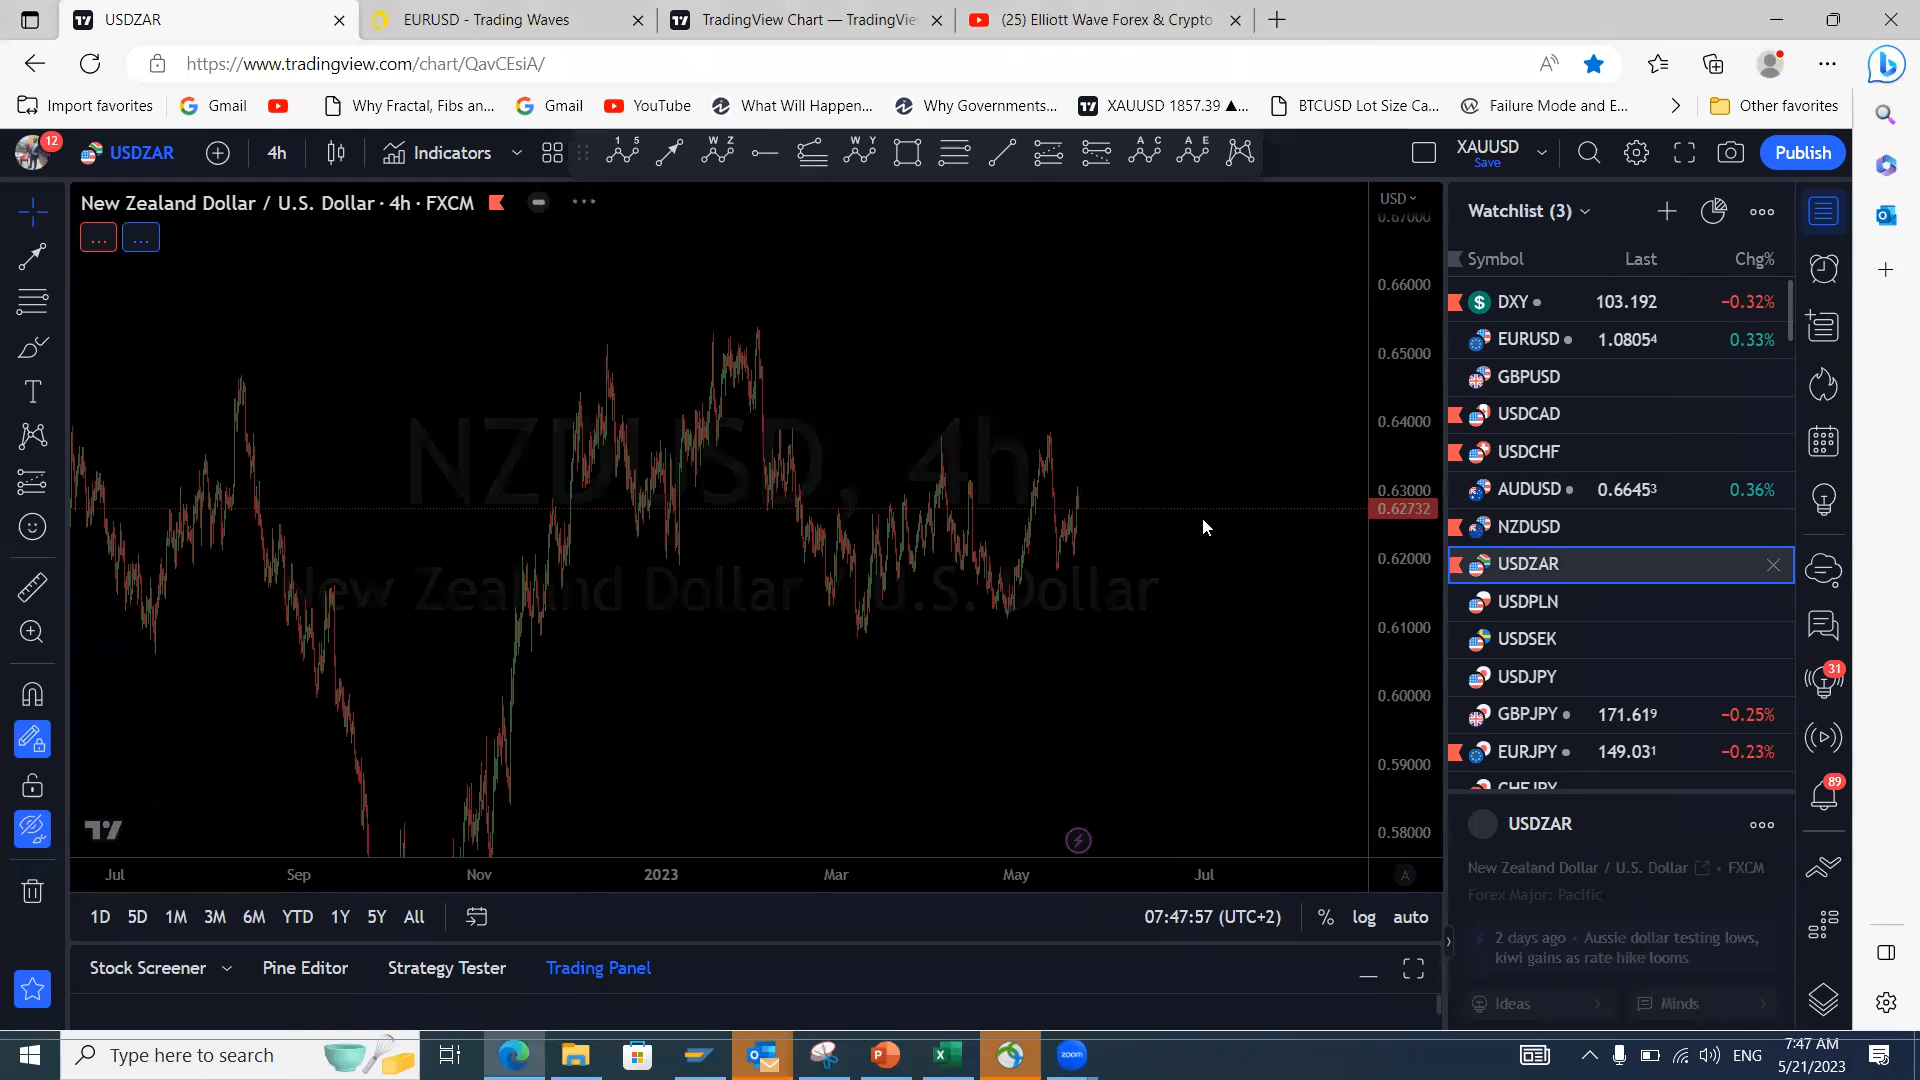 USDZAR
EURUSD - Trading Waves
TradingView Chart — TradingVie
(25) Elliott Wave Forex & Crypto
https://www.tradingview.com/chart/QavCEsiA/
Import favorites
Gmail
Why Fractal, Fibs an...
Gmail
YouTube
What Will Happen...
Why Governments...
XAUUSD 1857.39 ▲...
BTCUSD Lot Size Ca...
Failure Mode and E...
Other favorites
12
USDZAR
4h
Indicators
XAUUSD
Save
Publish
New Zealand Dollar / U.S. Dollar · 4h · FXCM
USD
0.67000
0.66000
0.65000
0.64000
0.63000
0.62732
0.62000
0.61000
0.60000
0.59000
0.58000
NZDUSD, 4h
New Zealand Dollar / U.S. Dollar
Jul
Sep
Nov
2023
Mar
May
Jul
A
1D 5D 1M 3M 6M YTD 1Y 5Y All
07:47:57 (UTC+2)
% log auto
Stock Screener
Pine Editor
Strategy Tester
Trading Panel
Watchlist (3)
Symbol Last Chg%
DXY 103.192 −0.32%
EURUSD 1.08054 0.33%
GBPUSD
USDCAD
USDCHF
AUDUSD 0.66453 0.36%
NZDUSD
USDZAR
USDPLN
USDSEK
USDJPY
GBPJPY 171.619 −0.25%
EURJPY 149.031 −0.23%
CHFJPY
USDZAR
New Zealand Dollar / U.S. Dollar • FXCM
Forex Major: Pacific
2 days ago · Aussie dollar testing lows,
kiwi gains as rate hike looms
Ideas
Minds
31
89
Type here to search
zoom
ENG
7:47 AM
5/21/2023